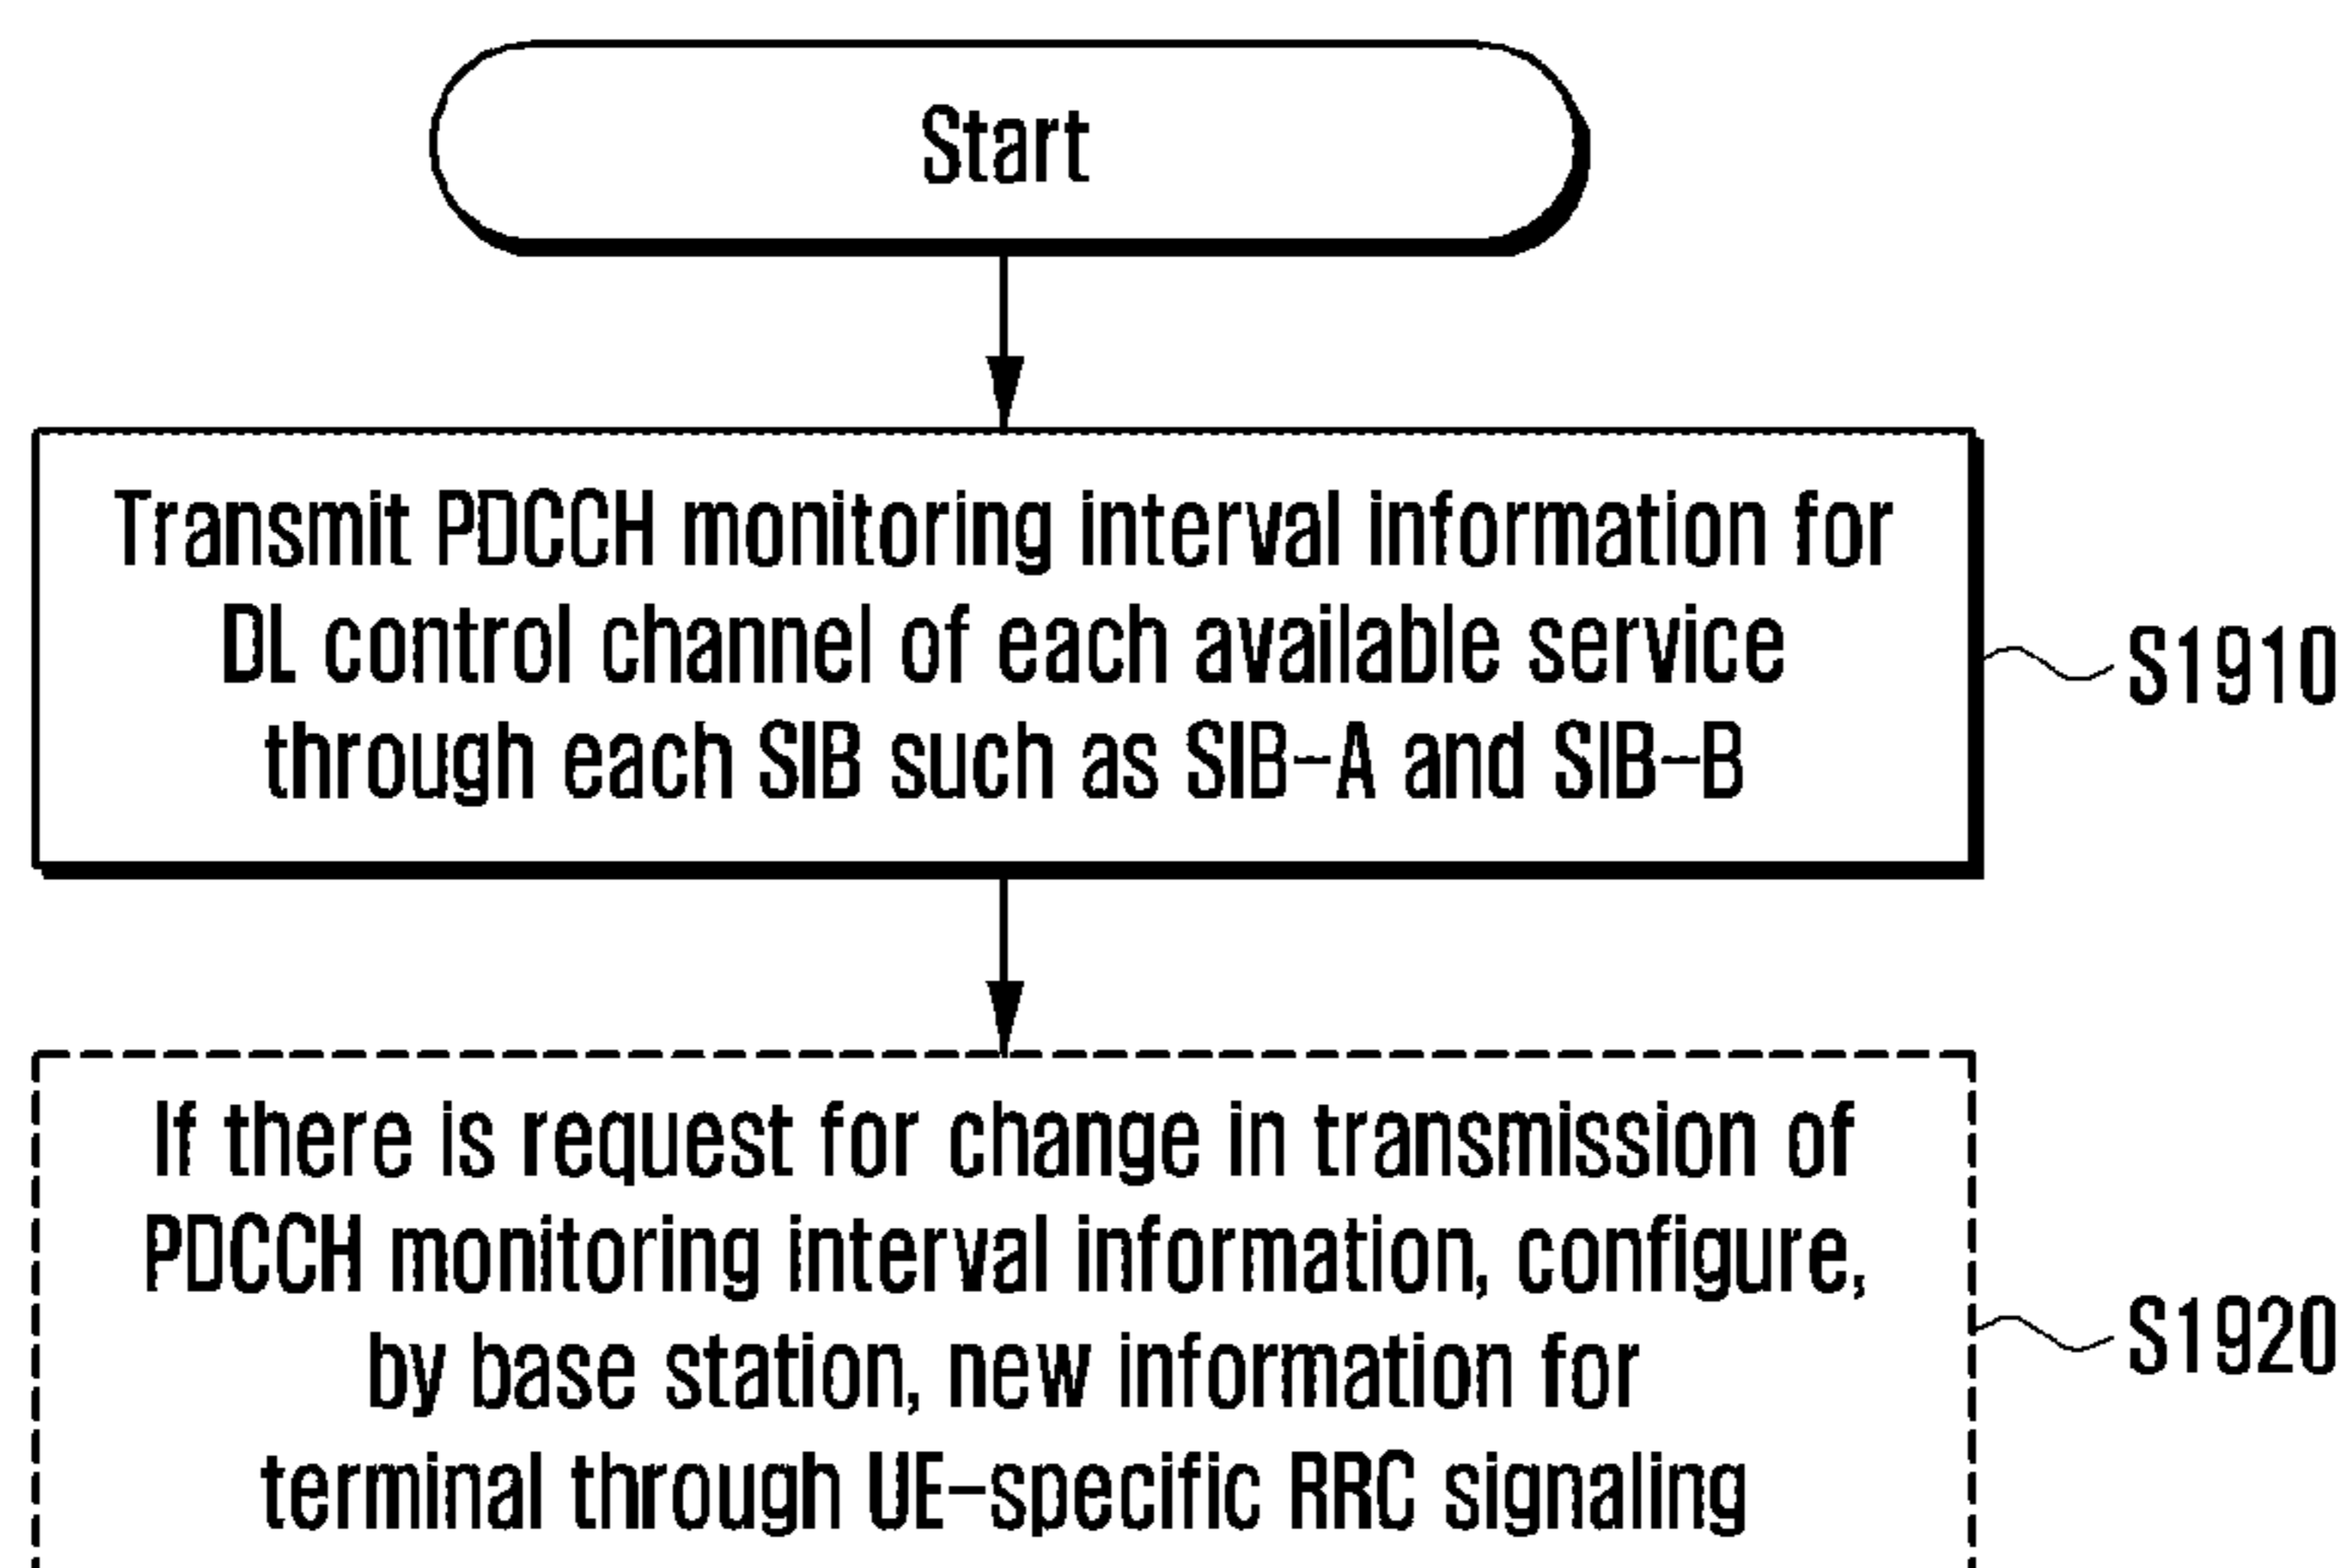 Start
Transmit PDCCH monitoring interval information for
DL control channel of each available service
through each SIB such as SIB-A and SIB-B
S1910
If there is request for change in transmission of
PDCCH monitoring interval information, configure,
by base station, new information for
terminal through UE-specific RRC signaling
S1920